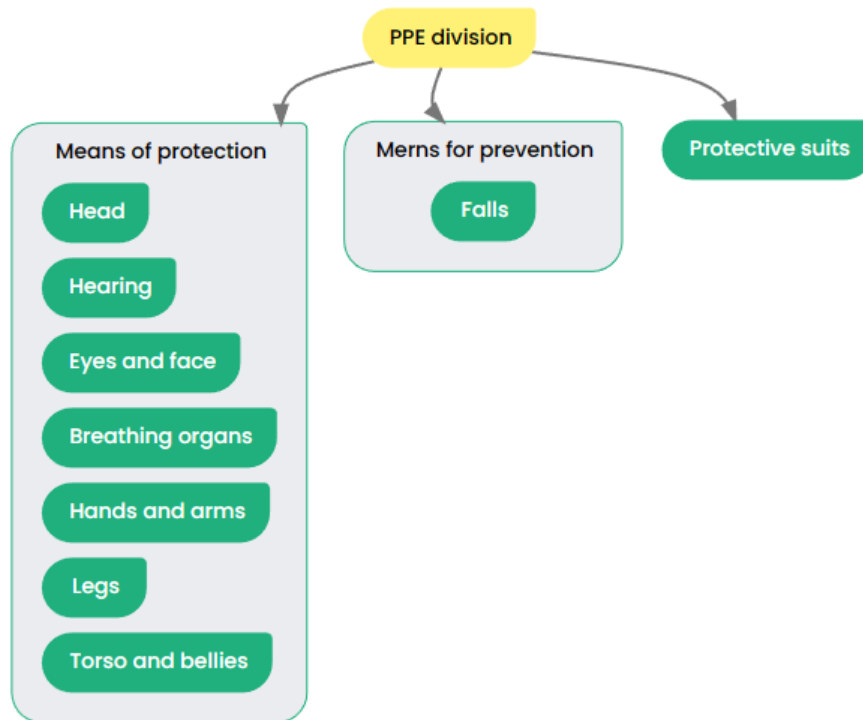 PPE division
Means of protection
Head
Hearing
Eyes and face
Breathing organs
Hands and arms
Legs
Torso and bellies
Merns for prevention
Falls
Protective suits